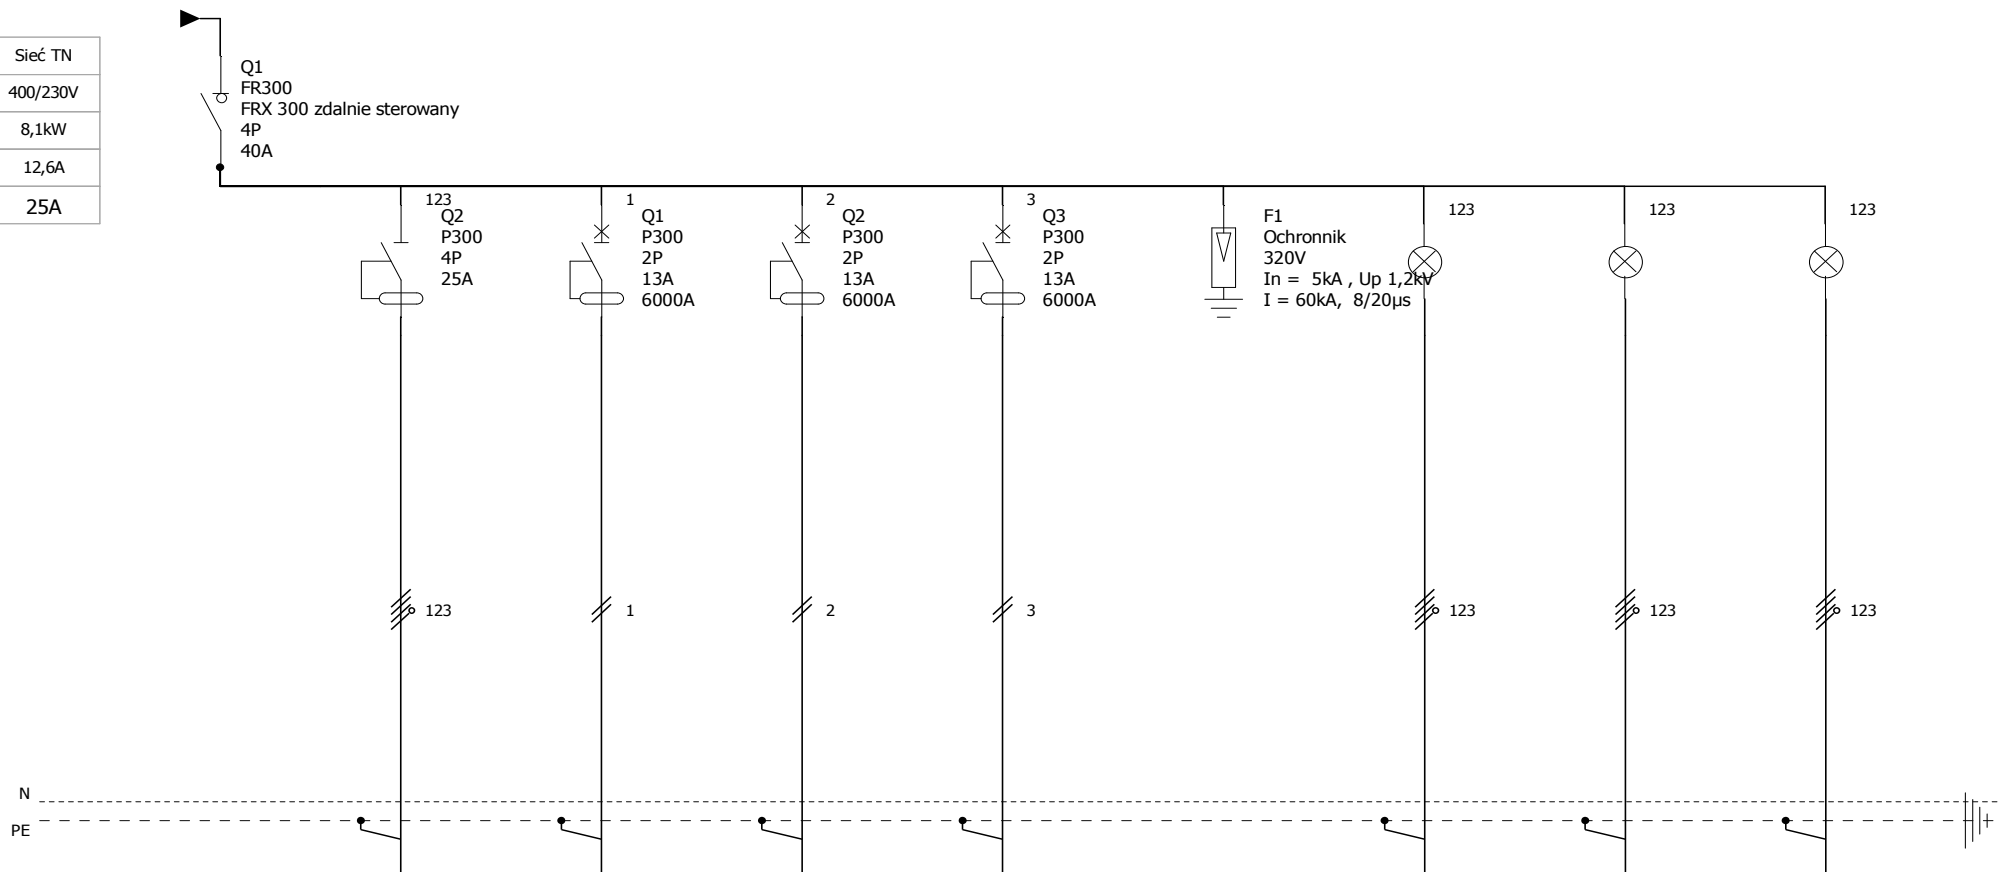 Sieć TN
400/230V
8,1kW
12,6A
25A
Q1
FR300
FRX 300 zdalnie sterowany
4P
40A
123
Q2
P300
4P
25A
1
Q1
P300
2P
13A
6000A
2
Q2
P300
2P
13A
6000A
3
Q3
P300
2P
13A
6000A
F1
Ochronnik
320V
In =  5kA , Up 1,2kV
I = 60kA,  8/20µs
123
123
123
123
1
2
3
123
123
123
N
PE